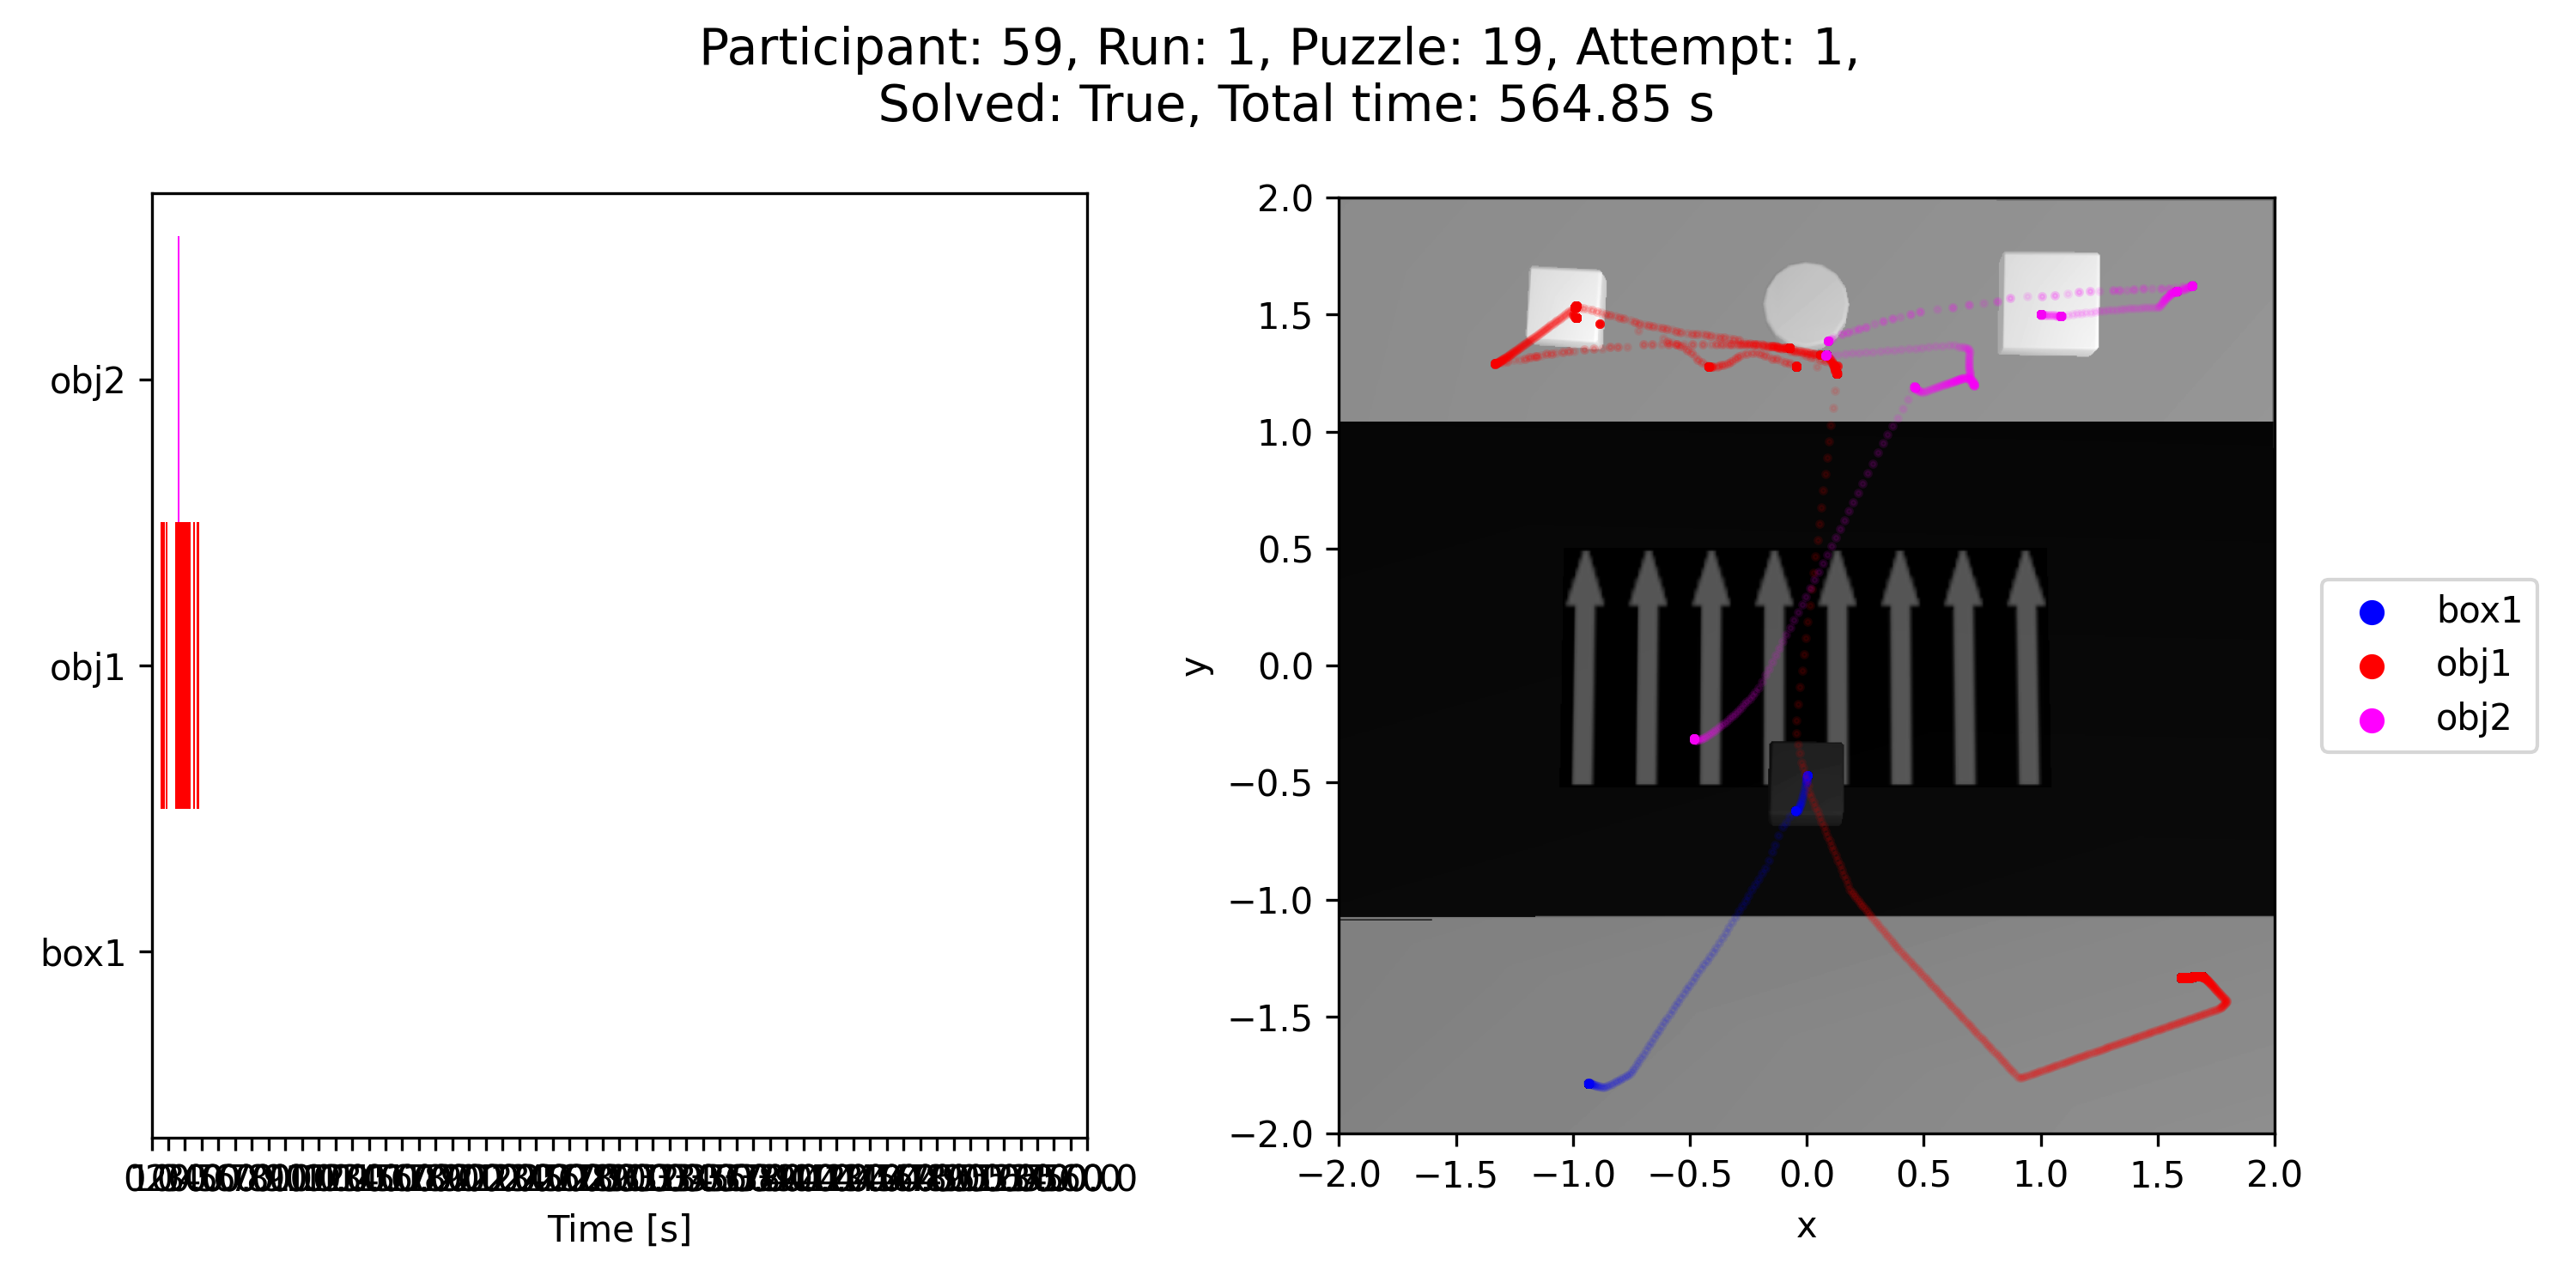 Participant: 59, Run: 1, Puzzle: 19, Attempt: 1,
Solved: True, Total time: 564.85 s
obj2
obj1
box1
Time [s]
2.0
1.5
1.0
0.5
0.0
−0.5
−1.0
−1.5
−2.0
y
−2.0 −1.5 −1.0 −0.5 0.0 0.5 1.0 1.5 2.0
x
box1
obj1
obj2